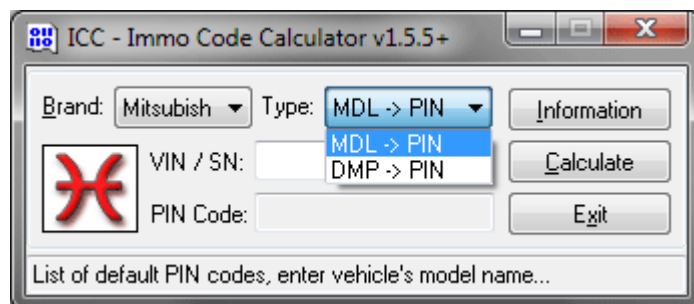 ICC - Immo Code Calculator v1.5.5+
Brand: Mitsubish Type: MDL -> PIN Information
MDL -> PIN
DMP -> PIN
VIN / SN: Calculate
PIN Code: Exit
List of default PIN codes, enter vehicle's model name...